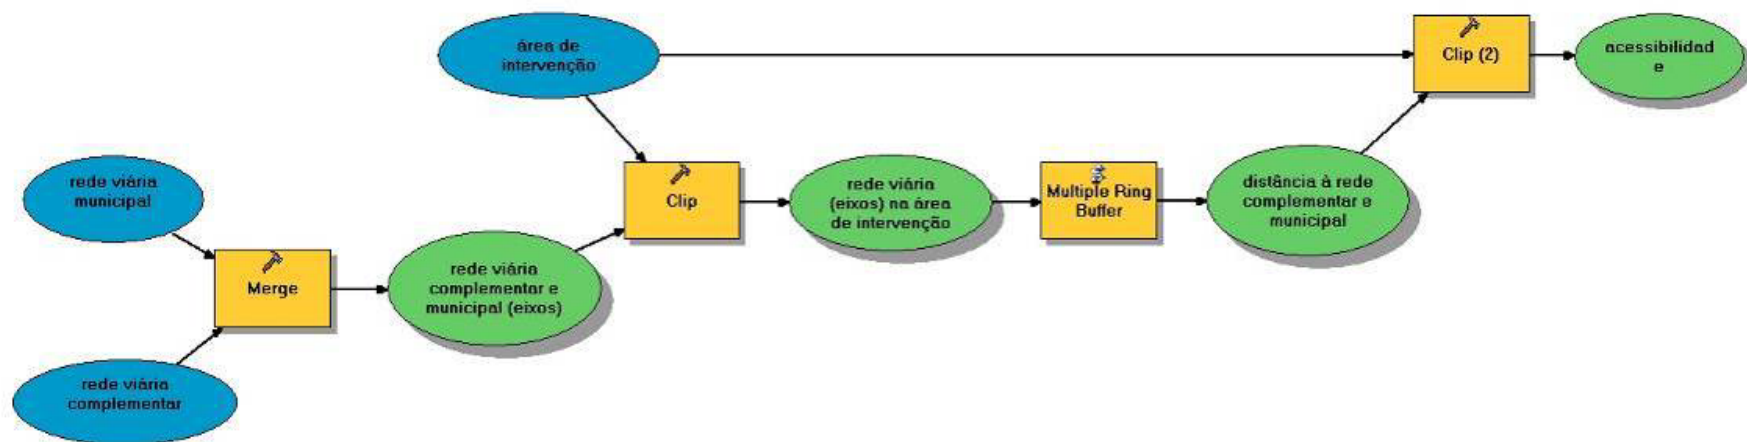 área de
intervenção
Clip (2)
acessibilidad
e
rede viária
municipal
Clip
rede viária
(eixos) na área
de intervenção
Multiple Ring
Buffer
distância à rede
complementar e
municipal
Merge
rede viária
complementar e
municipal (eixos)
rede viária
complementar